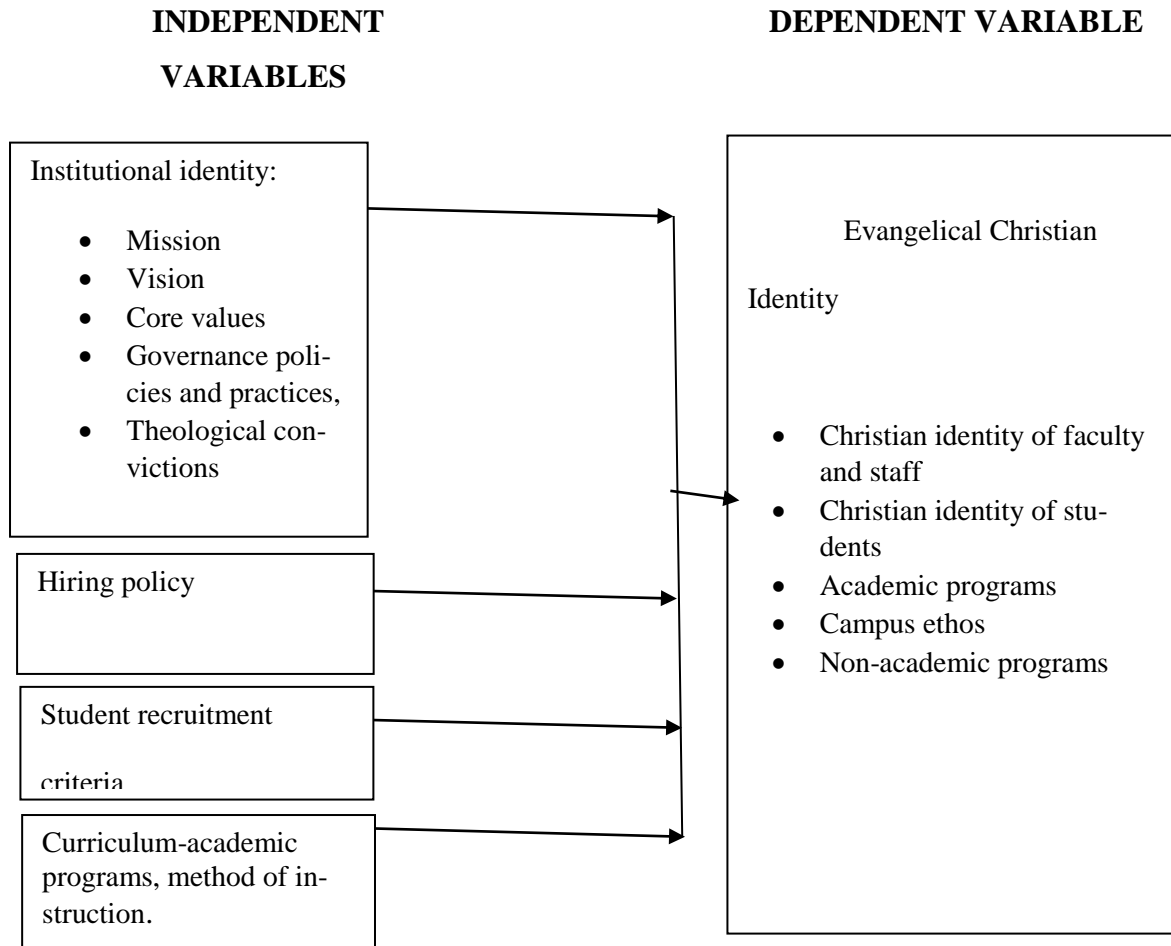 INDEPENDENT
VARIABLES
DEPENDENT VARIABLE
Institutional identity:
• Mission
• Vision
• Core values
• Governance poli-
cies and practices,
• Theological con-
victions
Hiring policy
Student recruitment
criteria
Curriculum-academic
programs, method of in-
struction.
Evangelical Christian
Identity
• Christian identity of faculty
and staff
• Christian identity of stu-
dents
• Academic programs
• Campus ethos
• Non-academic programs